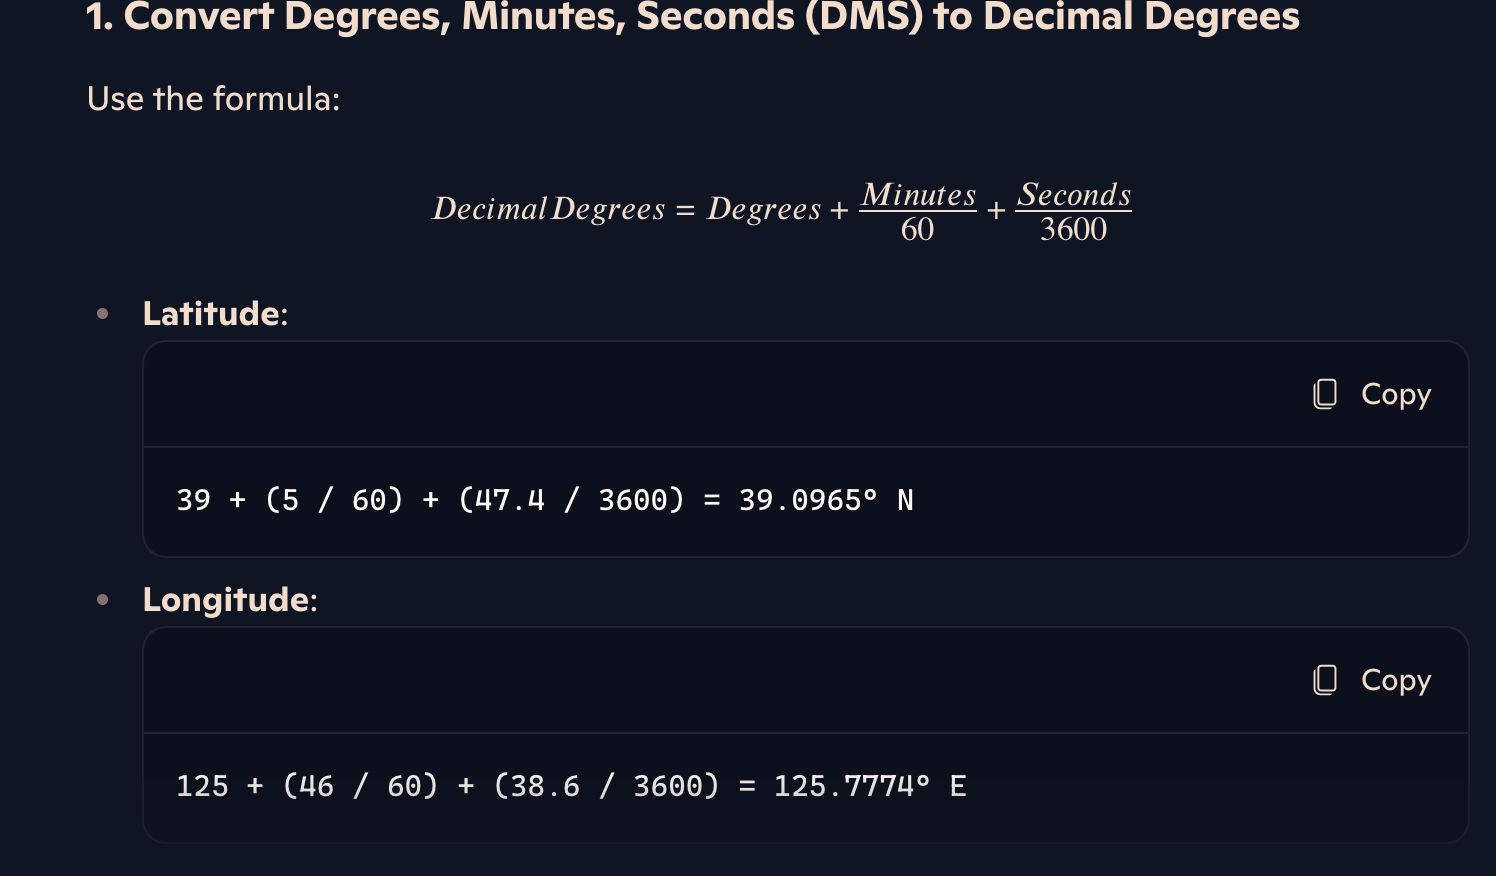 1. Convert Degrees, Minutes, Seconds (DMS) to Decimal Degrees
Use the formula:
Decimal Degrees = Degrees + Minutes/60 + Seconds/3600
• Latitude:
Copy
39 + (5 / 60) + (47.4 / 3600) = 39.0965° N
• Longitude:
Copy
125 + (46 / 60) + (38.6 / 3600) = 125.7774° E